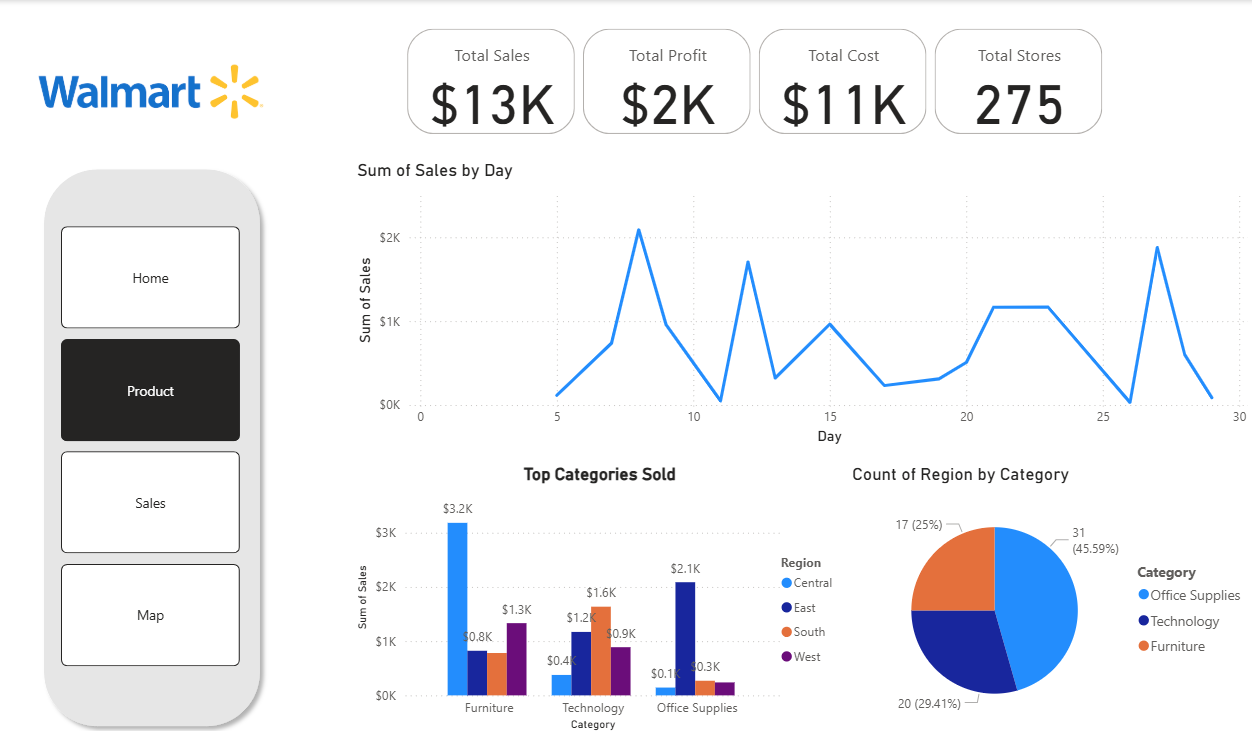 Walmart
Total Sales
$13K
Total Profit
$2K
Total Cost
$11K
Total Stores
275
Home
Product
Sales
Map
Sum of Sales by Day
Sum of Sales
$2K
$1K
$0K
0 5 10 15 20 25 30
Day
Top Categories Sold
Sum of Sales
$3K
$2K
$1K
$0K
$3.2K
$0.8K
$1.3K
$0.4K
$1.2K
$1.6K
$0.9K
$0.1K
$2.1K
$0.3K
Furniture Technology Office Supplies
Category
Region
Central
East
South
West
Count of Region by Category
17 (25%)
31
(45.59%)
20 (29.41%)
Category
Office Supplies
Technology
Furniture